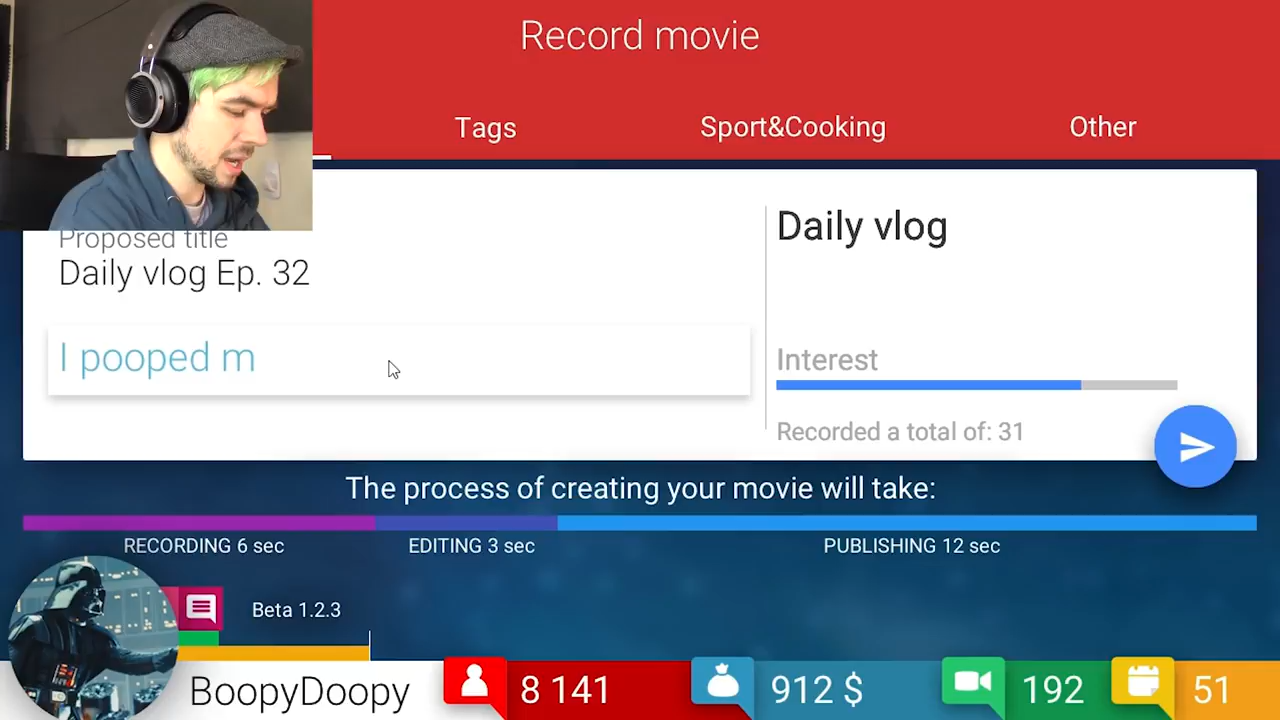 Record movie
Tags
Sport&Cooking
Other
Proposed title
Daily vlog Ep. 32
I pooped m
Daily vlog
Interest
Recorded a total of: 31
The process of creating your movie will take:
RECORDING 6 sec
EDITING 3 sec
PUBLISHING 12 sec
Beta 1.2.3
BoopyDoopy
8 141
912 $
192
51